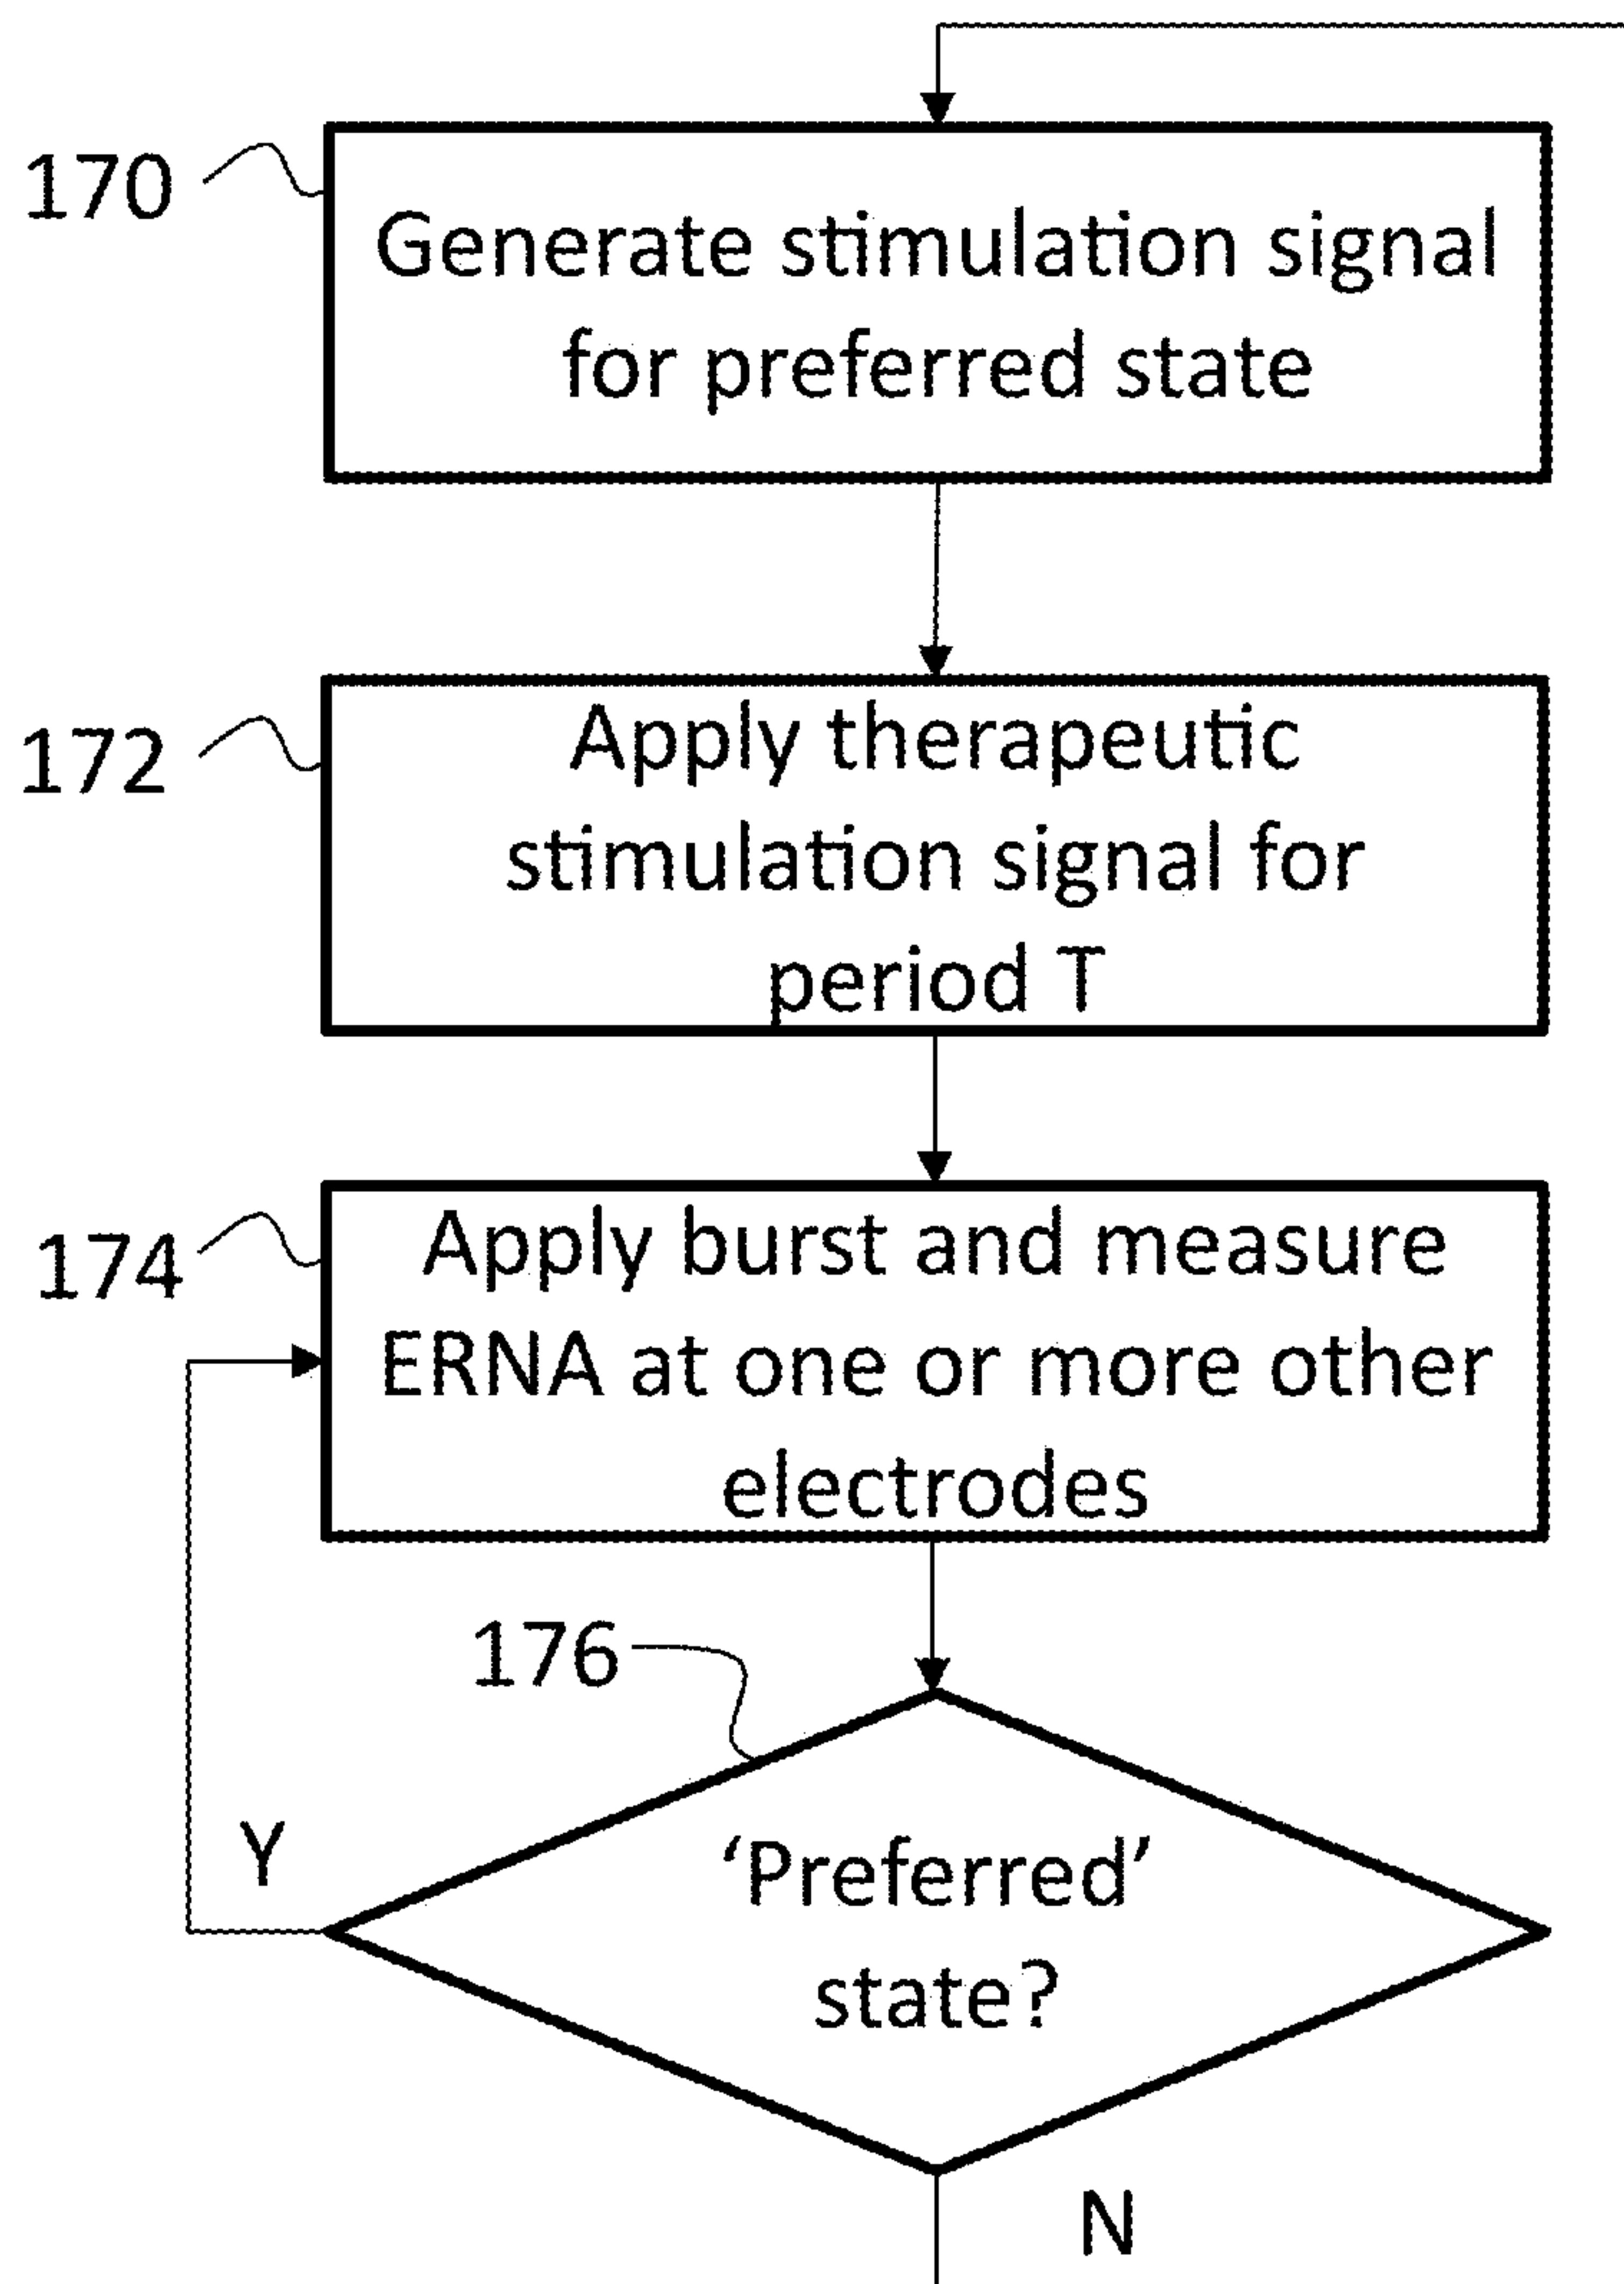 170
Generate stimulation signal
for preferred state
172
Apply therapeutic
stimulation signal for
period T
174
Apply burst and measure
ERNA at one or more other
electrodes
176
Y
‘Preferred’
state?
N